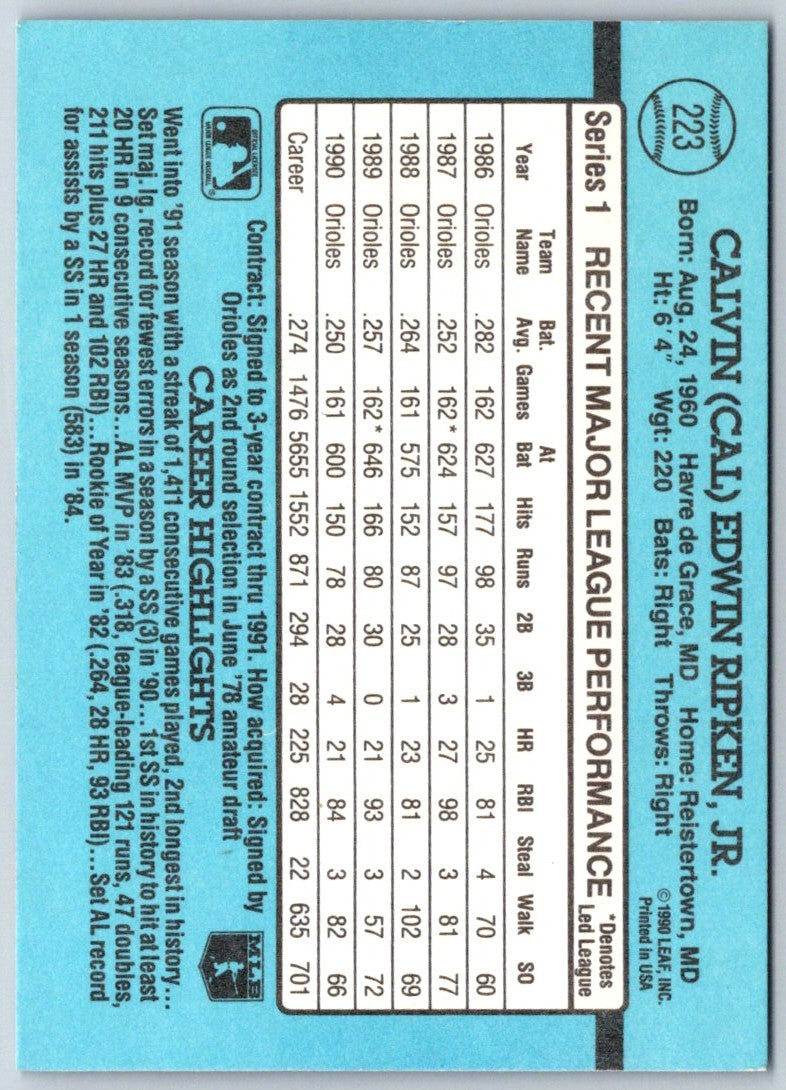 223
CALVIN (CAL) EDWIN RIPKEN, JR.
Born: Aug. 24, 1960 Havre de Grace, MD Home: Reistertown, MD
Ht: 6' 4" Wgt: 220 Bats: Right Throws: Right
©1990 LEAF, INC.
Printed in USA
Series 1 RECENT MAJOR LEAGUE PERFORMANCE *Denotes Led League
Year Team Name Bat. Avg. Games At Bat Hits Runs 2B 3B HR RBI Steal Walk SO
1986 Orioles .282 162 627 177 98 35 1 25 81 4 70 60
1987 Orioles .252 162* 624 157 97 28 3 27 98 3 81 77
1988 Orioles .264 161 575 152 87 25 1 23 81 2 102 69
1989 Orioles .257 162* 646 166 80 30 0 21 93 3 57 72
1990 Orioles .250 161 600 150 78 28 4 21 84 3 82 66
Career .274 1476 5655 1552 871 294 28 225 828 22 635 701
OFFICIAL LICENSEE
MAJOR LEAGUE BASEBALL
®
Contract: Signed to 3-year contract thru 1991. How acquired: Signed by
Orioles as 2nd round selection in June '78 amateur draft
MLB
CAREER HIGHLIGHTS
Went into '91 season with a streak of 1,411 consecutive games played, 2nd longest in history...
Set maj. lg. record for fewest errors in a season by a SS (3) in '90... 1st SS in history to hit at least
20 HR in 9 consecutive seasons...AL MVP in '83 (.318, league-leading 121 runs, 47 doubles,
211 hits plus 27 HR and 102 RBI)...Rookie of Year in '82 (.264, 28 HR, 93 RBI)... Set AL record
for assists by a SS in 1 season (583) in '84.